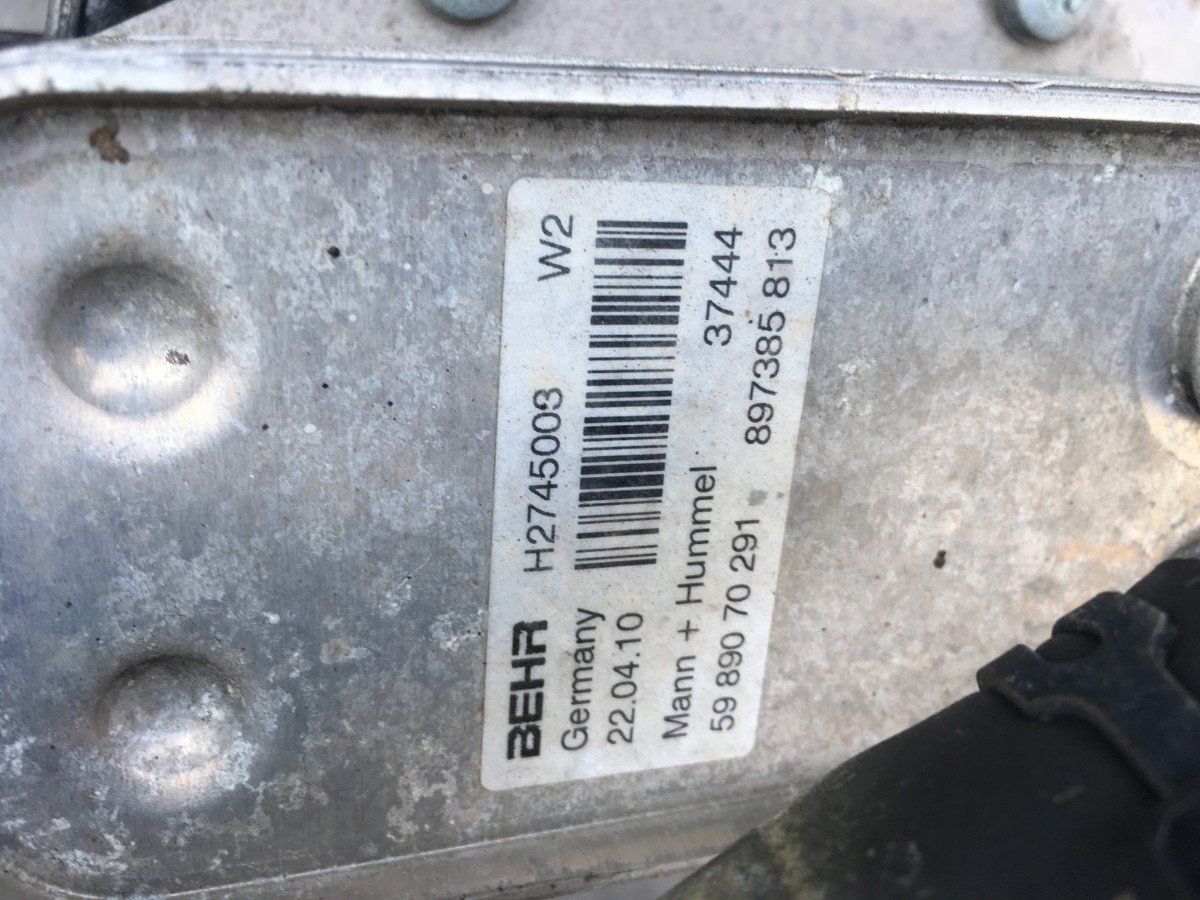 BEHR H2745003 W2
Germany
22.04.10
Mann + Hummel 37444
59 890 70 291 897385 813